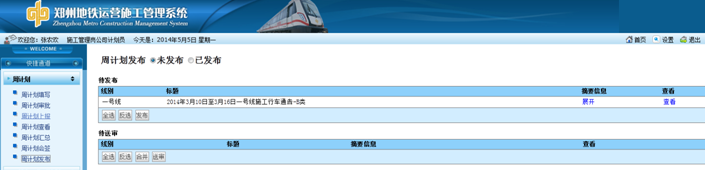 郑州地铁运营施工管理系统
Zhengzhou Metro Construction Management System
欢迎您: 张农欢 施工管理岗公司计划员 今天是: 2014年5月5日 星期一
首页 设置 退出
WELCOME
快捷通道
周计划
周计划填写
周计划审批
周计划上报
周计划查看
周计划汇总
周计划会签
周计划发布
周计划发布 未发布 已发布
待发布
线别 标题 摘要信息 查看
一号线 2014年3月10日至3月16日一号线施工行车通告-B类 展开 查看
全选 反选 发布
待送审
线别 标题 摘要信息 查看
全选 反选 合并 送审